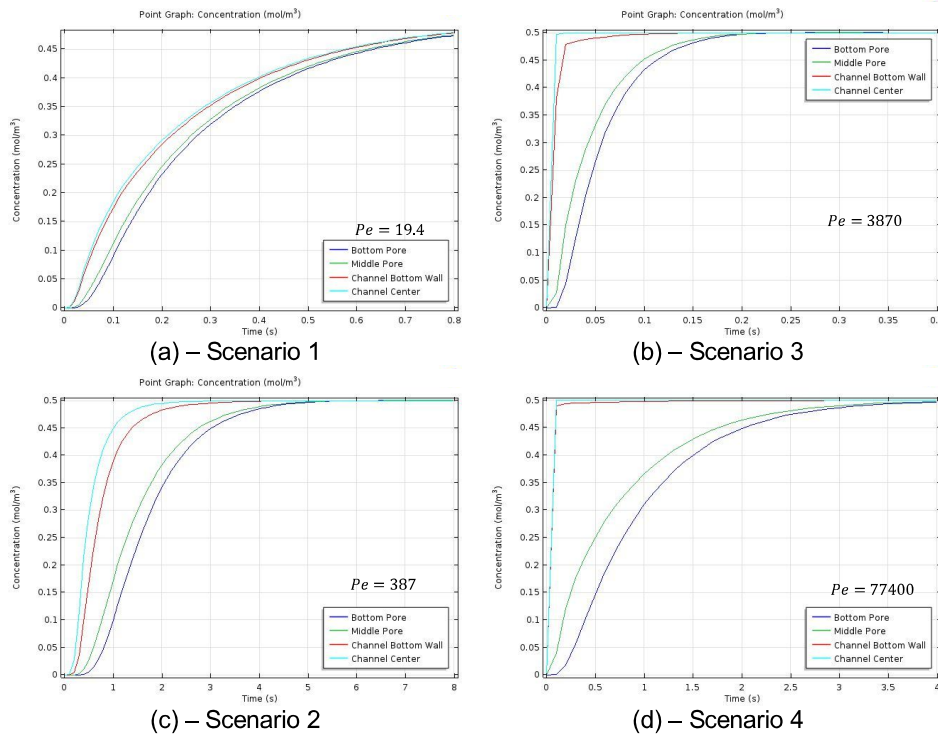 Point Graph: Concentration (mol/m³)
Concentration (mol/m³)
0.45
0.4
0.35
0.3
0.25
0.2
0.15
0.1
0.05
0
Pe = 19.4
Bottom Pore
Middle Pore
Channel Bottom Wall
Channel Center
0 0.1 0.2 0.3 0.4 0.5 0.6 0.7 0.8
Time (s)
(a) – Scenario 1
Point Graph: Concentration (mol/m³)
Concentration (mol/m³)
0.5
0.45
0.4
0.35
0.3
0.25
0.2
0.15
0.1
0.05
0
Bottom Pore
Middle Pore
Channel Bottom Wall
Channel Center
Pe = 3870
0 0.05 0.1 0.15 0.2 0.25 0.3 0.35 0.4
Time (s)
(b) – Scenario 3
Point Graph: Concentration (mol/m³)
Concentration (mol/m³)
0.5
0.45
0.4
0.35
0.3
0.25
0.2
0.15
0.1
0.05
0
Pe = 387
Bottom Pore
Middle Pore
Channel Bottom Wall
Channel Center
0 1 2 3 4 5 6 7 8
Time (s)
(c) – Scenario 2
Concentration (mol/m³)
0.5
0.45
0.4
0.35
0.3
0.25
0.2
0.15
0.1
0.05
0
Pe = 77400
Bottom Pore
Middle Pore
Channel Bottom Wall
Channel Center
0 0.5 1 1.5 2 2.5 3 3.5 4
Time (s)
(d) – Scenario 4